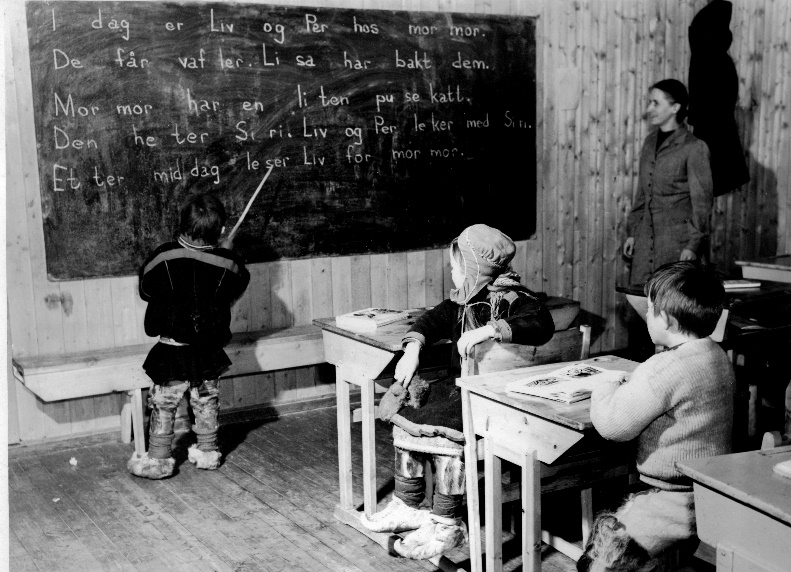 I dag er Liv og Per hos mor mor.
De får vaf ler. Li sa har bakt dem.
Mor mor har en li ten pu se katt.
Den he ter Si ri. Liv og Per le ker med Si ri.
Et ter mid dag le ser Liv for mor mor.